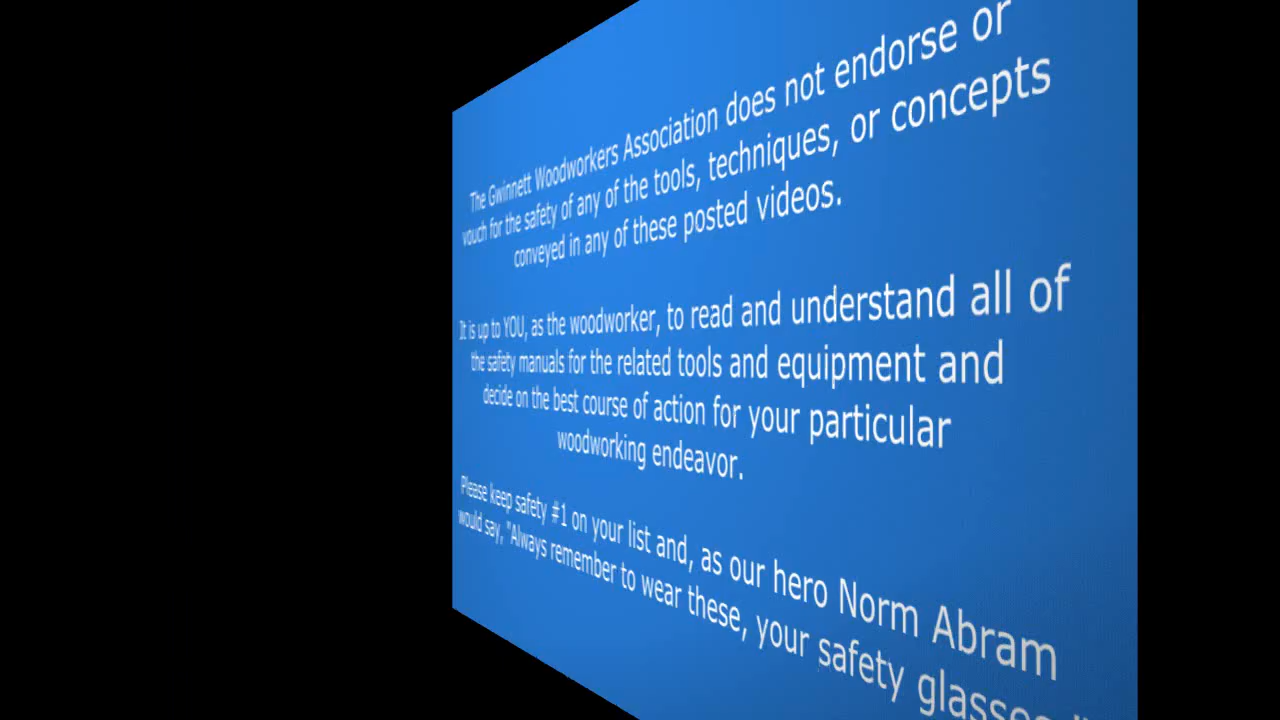 The Gwinnett Woodworkers Association does not endorse or
vouch for the safety of any of the tools, techniques, or concepts
conveyed in any of these posted videos.
It is up to YOU, as the woodworker, to read and understand all of
the safety manuals for the related tools and equipment and
decide on the best course of action for your particular
woodworking endeavor.
Please keep safety #1 on your list and, as our hero Norm Abram
would say, "Always remember to wear these, your safety glasses."